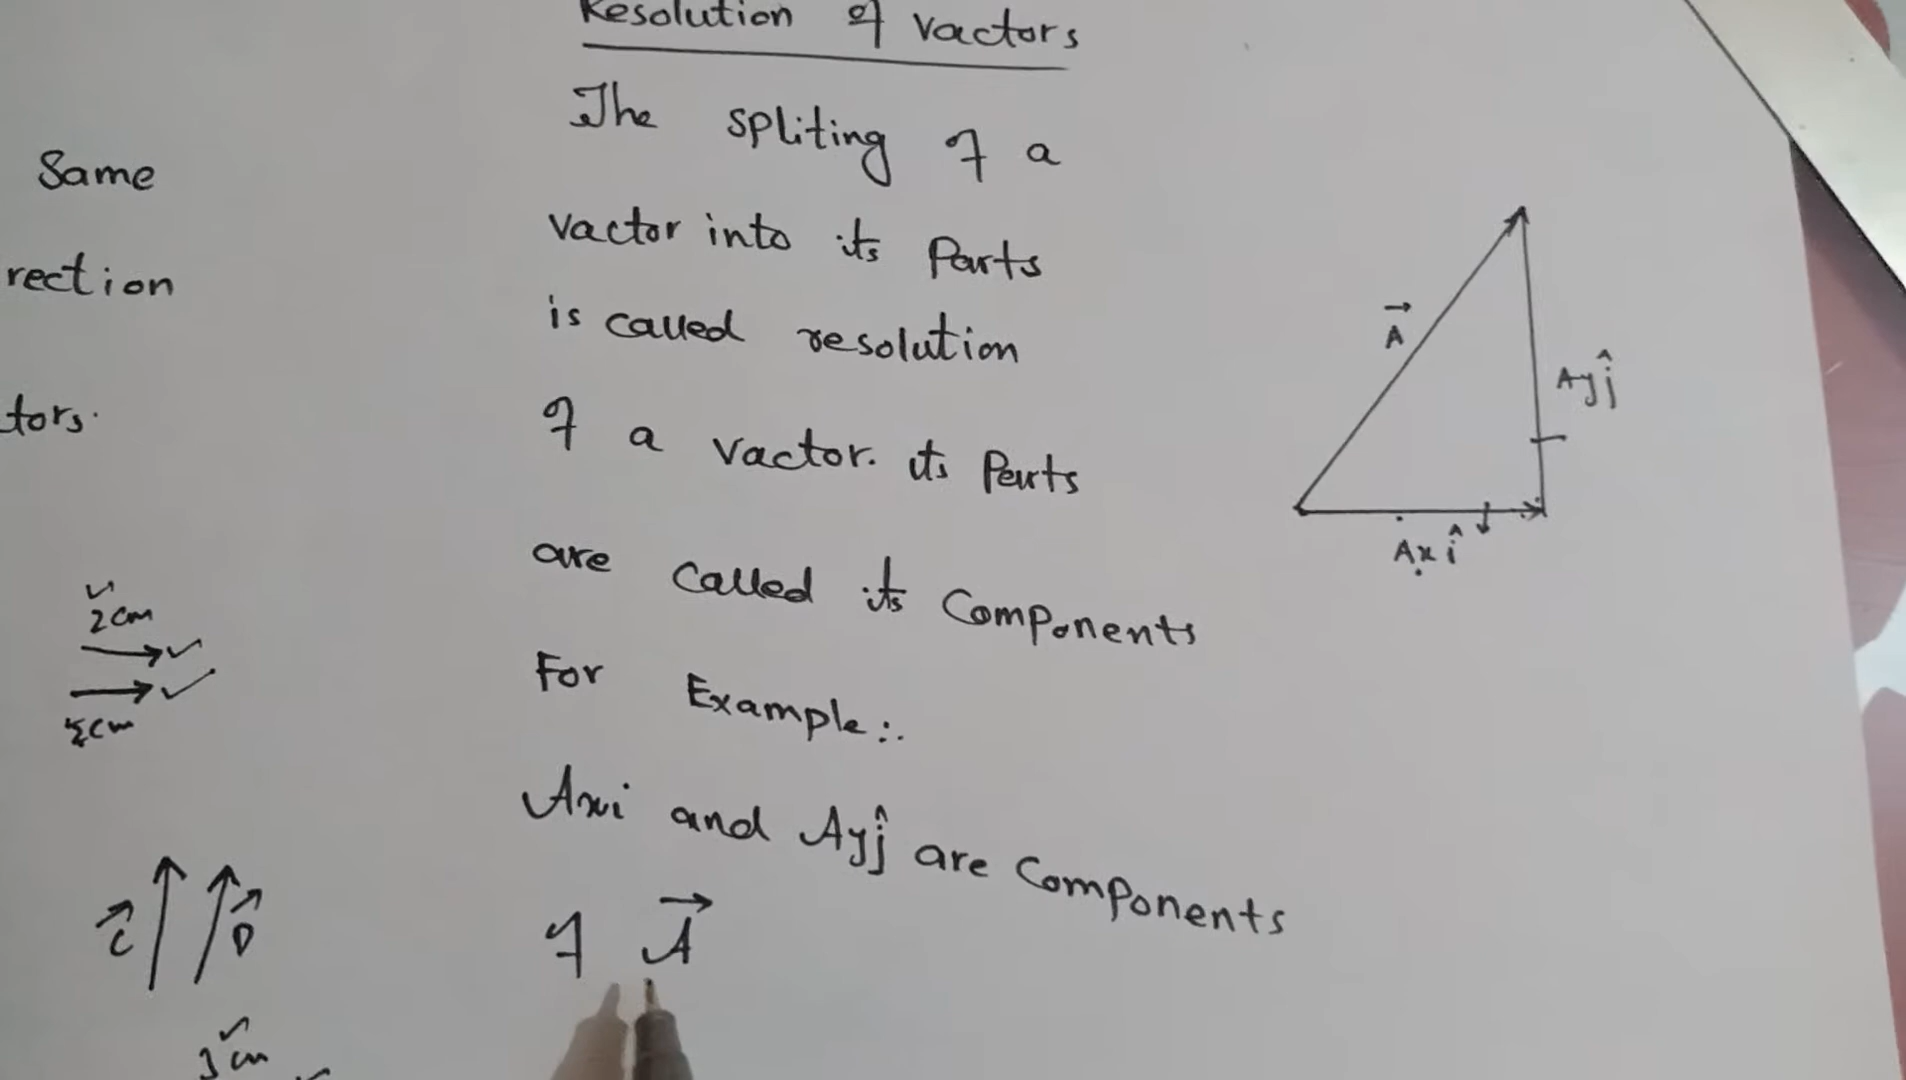 Resolution of vactors
The spliting of a
vactor into its Parts
is called resolution
of a vactor. its Parts
are called its Components
For Example:.
Axi and Ayĵ are Components
of A⃗
Same
rection
tors.
2cm
C⃗
D⃗
3cm
A⃗
Ayĵ
Axî